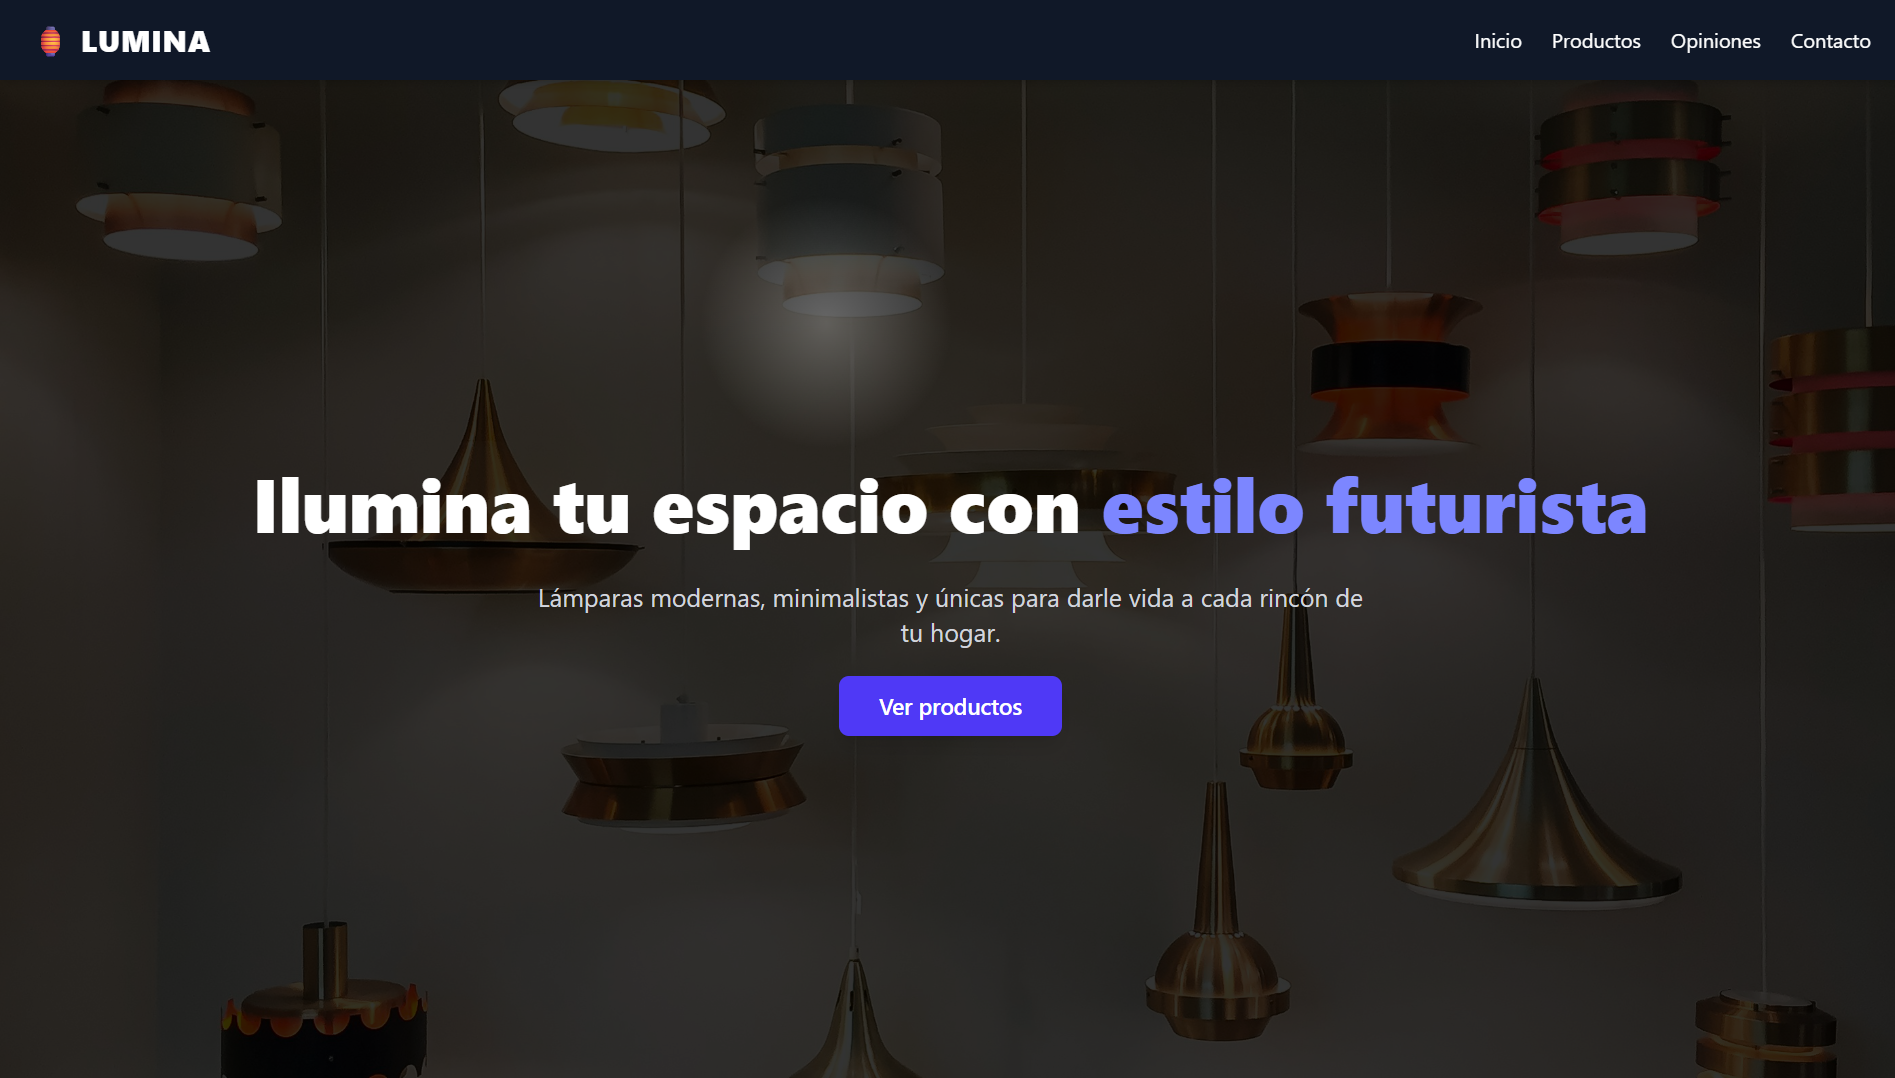 LUMINA
Inicio
Productos
Opiniones
Contacto
Ilumina tu espacio con estilo futurista
Lámparas modernas, minimalistas y únicas para darle vida a cada rincón de
tu hogar.
Ver productos